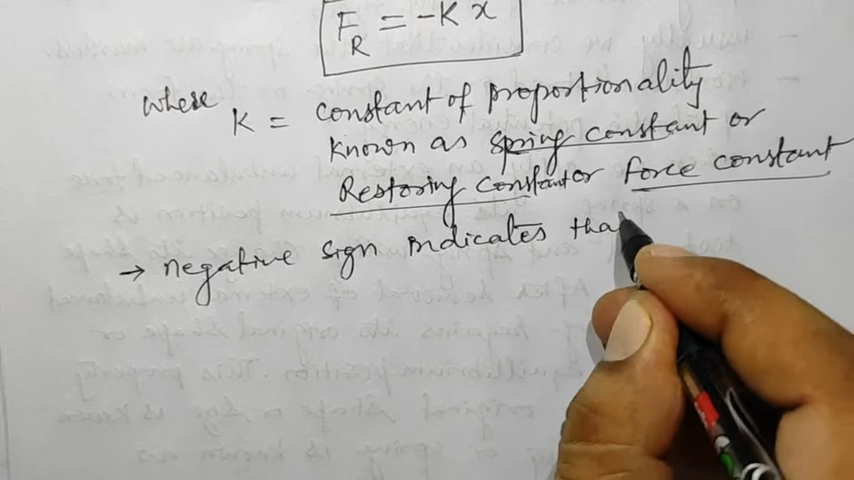 F_R = -Kx
where K = constant of proportionality
known as spring constant or
Restoring constant or force constant
→ negative sign indicates tha